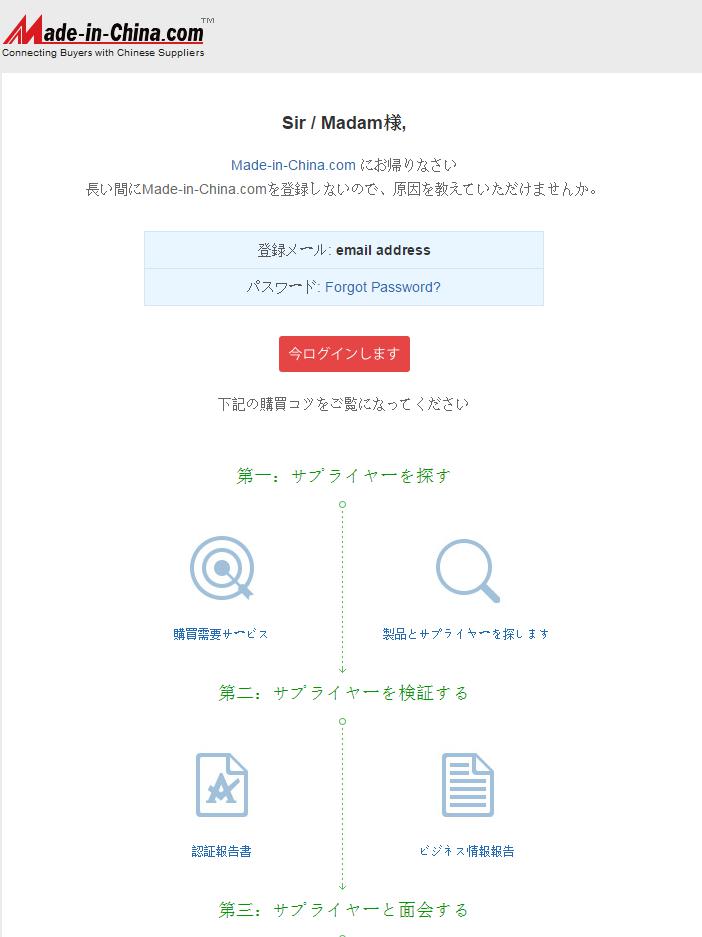 Made-in-China.com™
Connecting Buyers with Chinese Suppliers
Sir / Madam様,
Made-in-China.com にお帰りなさい
長い間にMade-in-China.comを登録しないので、原因を教えていただけませんか。
登録メール: email address
パスワード: Forgot Password?
今ログインします
下記の購買コツをご覧になってください
第一：サプライヤーを探す
購買需要サービス
製品とサプライヤーを探します
第二：サプライヤーを検証する
認証報告書
ビジネス情報報告
第三：サプライヤーと面会する